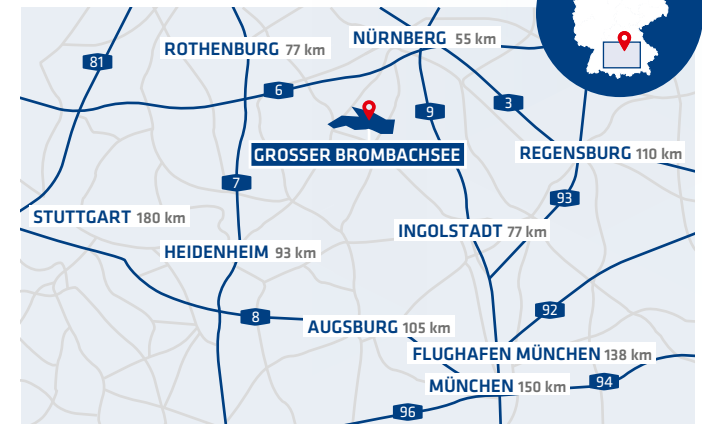 NÜRNBERG 55 km
ROTHENBURG 77 km
81
6
3
9
GROSSER BROMBACHSEE
REGENSBURG 110 km
7
93
STUTTGART 180 km
INGOLSTADT 77 km
HEIDENHEIM 93 km
92
8
AUGSBURG 105 km
FLUGHAFEN MÜNCHEN 138 km
MÜNCHEN 150 km
94
96